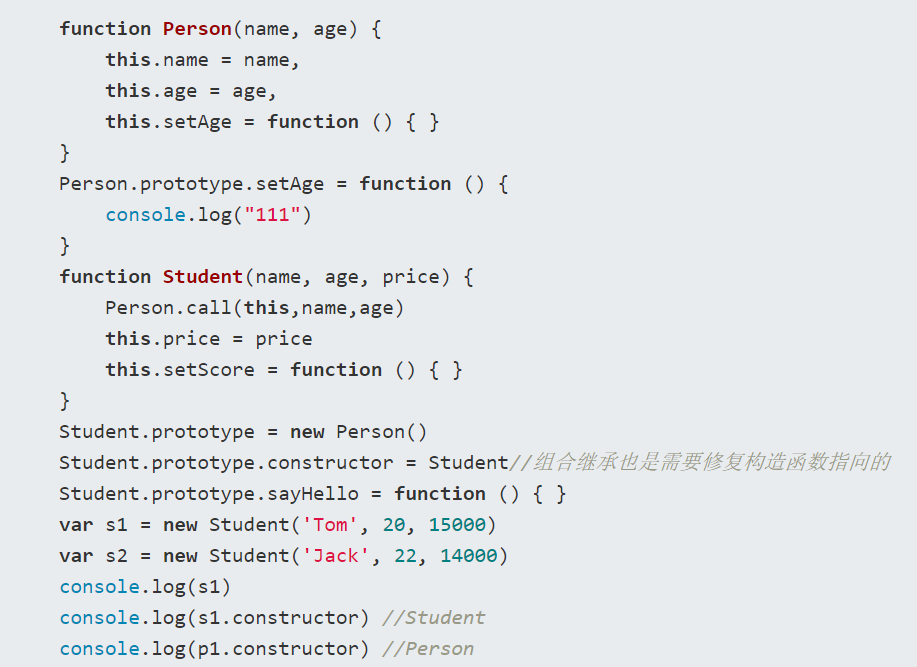 function Person(name, age) {
    this.name = name,
    this.age = age,
    this.setAge = function () { }
}
Person.prototype.setAge = function () {
    console.log("111")
}
function Student(name, age, price) {
    Person.call(this,name,age)
    this.price = price
    this.setScore = function () { }
}
Student.prototype = new Person()
Student.prototype.constructor = Student//组合继承也是需要修复构造函数指向的
Student.prototype.sayHello = function () { }
var s1 = new Student('Tom', 20, 15000)
var s2 = new Student('Jack', 22, 14000)
console.log(s1)
console.log(s1.constructor) //Student
console.log(p1.constructor) //Person